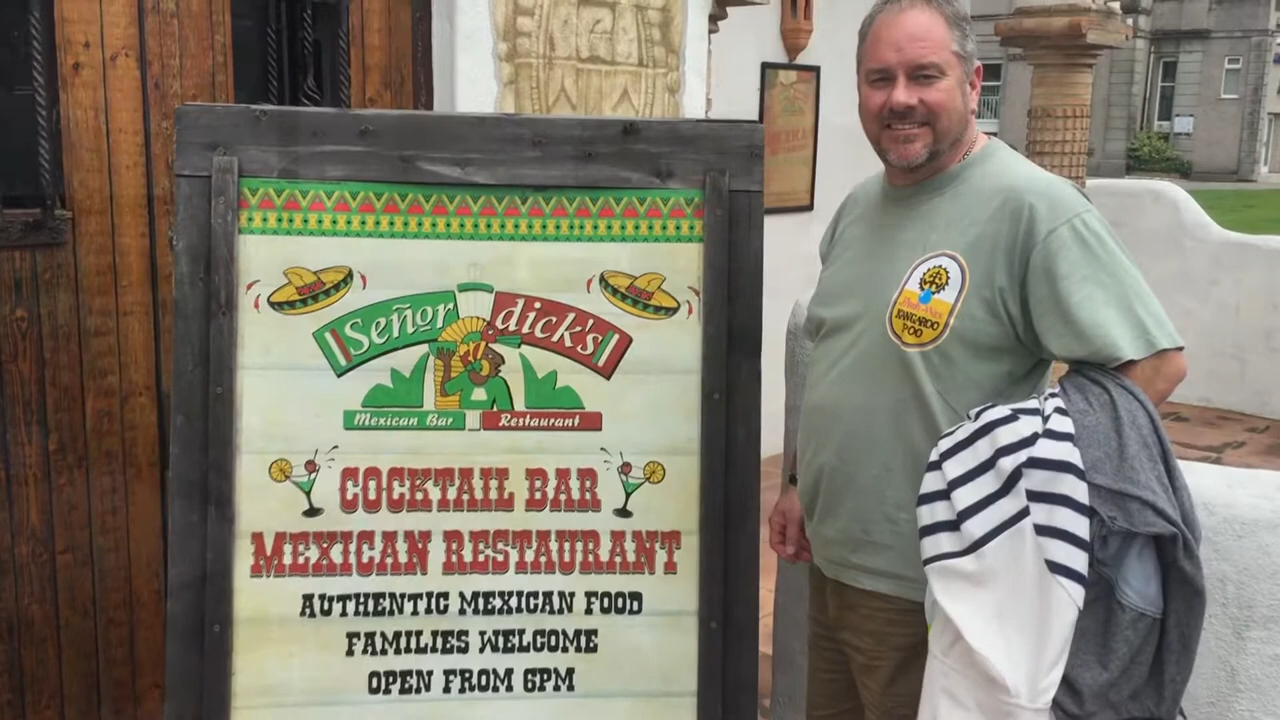 Señor dick's
Mexican Bar Restaurant
COCKTAIL BAR
MEXICAN RESTAURANT
AUTHENTIC MEXICAN FOOD
FAMILIES WELCOME
OPEN FROM 6PM
KANGAROO
POO